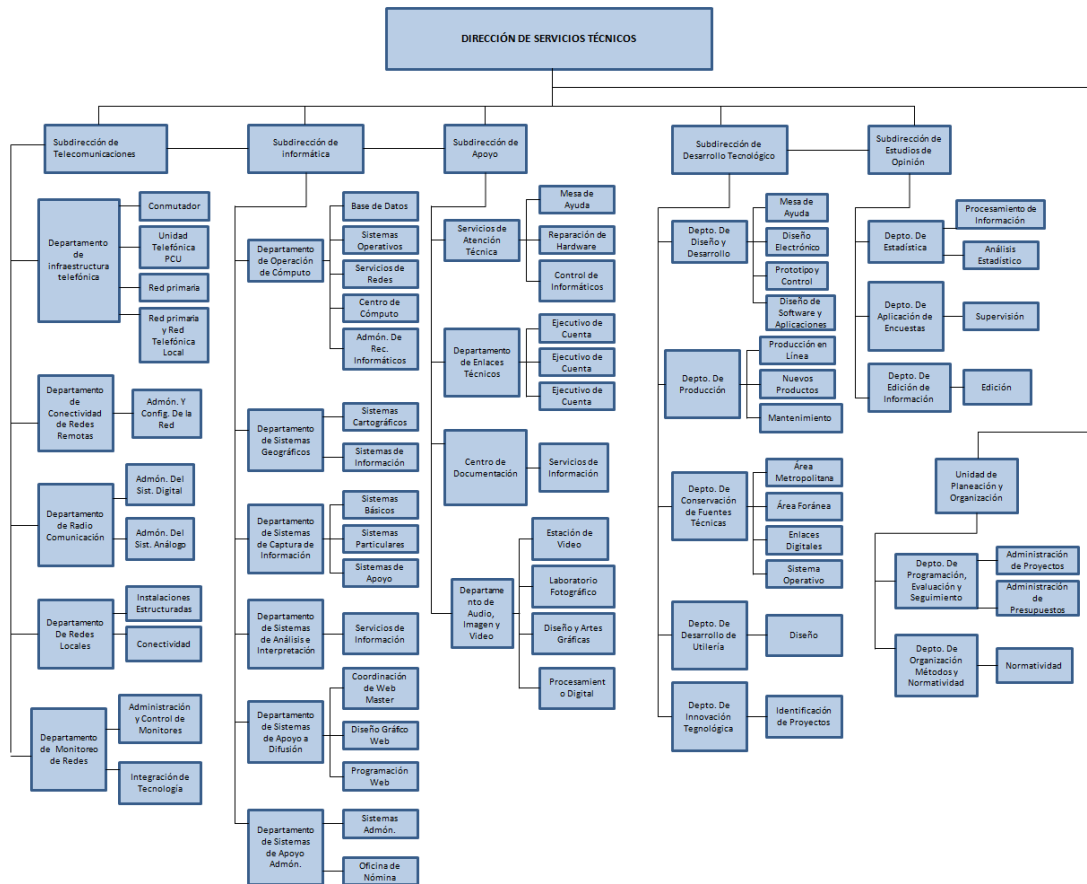 DIRECCIÓN DE SERVICIOS TÉCNICOS
Subdirección de
Telecomunicaciones
Subdirección de
informática
Subdirección de
Apoyo
Subdirección de
Desarrollo Tecnológico
Subdirección de
Estudios de
Opinión
Departamento
de
infraestructura
telefónica
Conmutador
Unidad
Telefónica
PCU
Red primaria
Red primaria
y Red
Telefónica
Local
Departamento
de
Conectividad
de Redes
Remotas
Admón. Y
Config. De la
Red
Departamento
de Radio
Comunicación
Admón. Del
Sist. Digital
Admón. Del
Sist. Análogo
Departamento
De Redes
Locales
Instalaciones
Estructuradas
Conectividad
Departamento
de Monitoreo
de Redes
Administración
y Control de
Monitores
Integración de
Tecnología
Departamento
de Operación
de Cómputo
Base de Datos
Sistemas
Operativos
Servicios de
Redes
Centro de
Cómputo
Admón. De
Rec.
Informáticos
Departamento
de Sistemas
Geográficos
Sistemas
Cartográficos
Sistemas de
Información
Departamento
de Sistemas
de Captura de
Información
Sistemas
Básicos
Sistemas
Particulares
Sistemas de
Apoyo
Departamento
de Sistemas
de Análisis e
Interpretación
Servicios de
Información
Departamento
de Sistemas
de Apoyo a
Difusión
Coordinación
de Web
Master
Diseño Gráfico
Web
Programación
Web
Departamento
de Sistemas
de Apoyo
Admón.
Sistemas
Admón.
Oficina de
Nómina
Servicios de
Atención
Técnica
Mesa de
Ayuda
Reparación de
Hardware
Control de
Informáticos
Departamento
de Enlaces
Técnicos
Ejecutivo de
Cuenta
Ejecutivo de
Cuenta
Ejecutivo de
Cuenta
Centro de
Documentación
Servicios de
Información
Departame
nto de
Audio,
Imagen y
Video
Estación de
Video
Laboratorio
Fotográfico
Diseño y Artes
Gráficas
Procesamient
o Digital
Depto. De
Diseño y
Desarrollo
Mesa de
Ayuda
Diseño
Electrónico
Prototipo y
Control
Diseño de
Software y
Aplicaciones
Depto. De
Producción
Producción en
Línea
Nuevos
Productos
Mantenimiento
Depto. De
Conservación
de Fuentes
Técnicas
Área
Metropolitana
Área Foránea
Enlaces
Digitales
Sistema
Operativo
Depto. De
Desarrollo de
Utilería
Diseño
Depto. De
Innovación
Tegnológica
Identificación
de Proyectos
Depto. De
Estadística
Procesamiento de
Información
Análisis
Estadístico
Depto. De
Aplicación de
Encuestas
Supervisión
Depto. De
Edición de
Información
Edición
Unidad de
Planeación y
Organización
Depto. De
Programación,
Evaluación y
Seguimiento
Administración
de Proyectos
Administración
de
Presupuestos
Depto. De
Organización
Métodos y
Normatividad
Normatividad